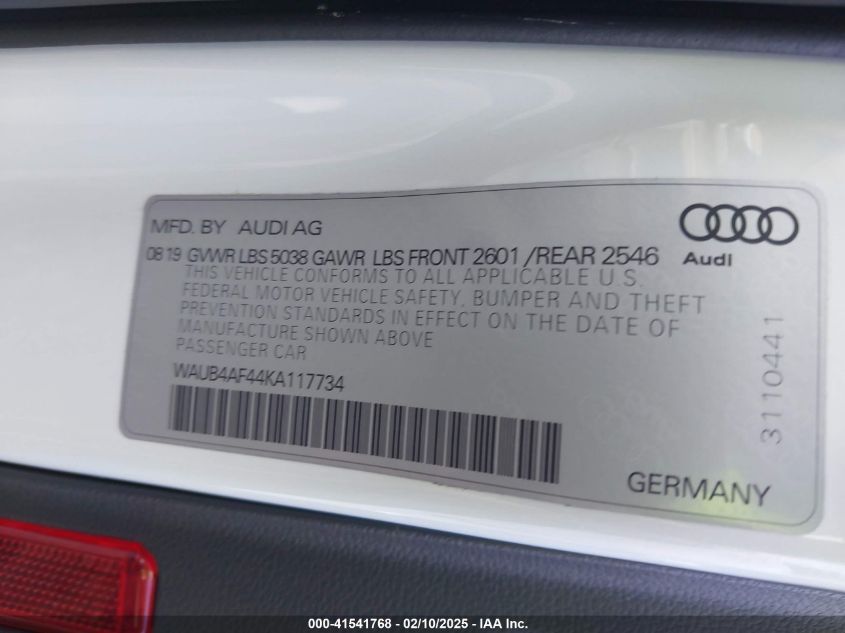 MFD. BY AUDI AG
Audi
08 19 GVWR LBS 5038 GAWR LBS FRONT 2601 /REAR 2546
THIS VEHICLE CONFORMS TO ALL APPLICABLE U.S.
FEDERAL MOTOR VEHICLE SAFETY, BUMPER AND THEFT
PREVENTION STANDARDS IN EFFECT ON THE DATE OF
MANUFACTURE SHOWN ABOVE
PASSENGER CAR
WAUB4AF44KA117734
3110441
GERMANY
000-41541768 - 02/10/2025 - IAA Inc.